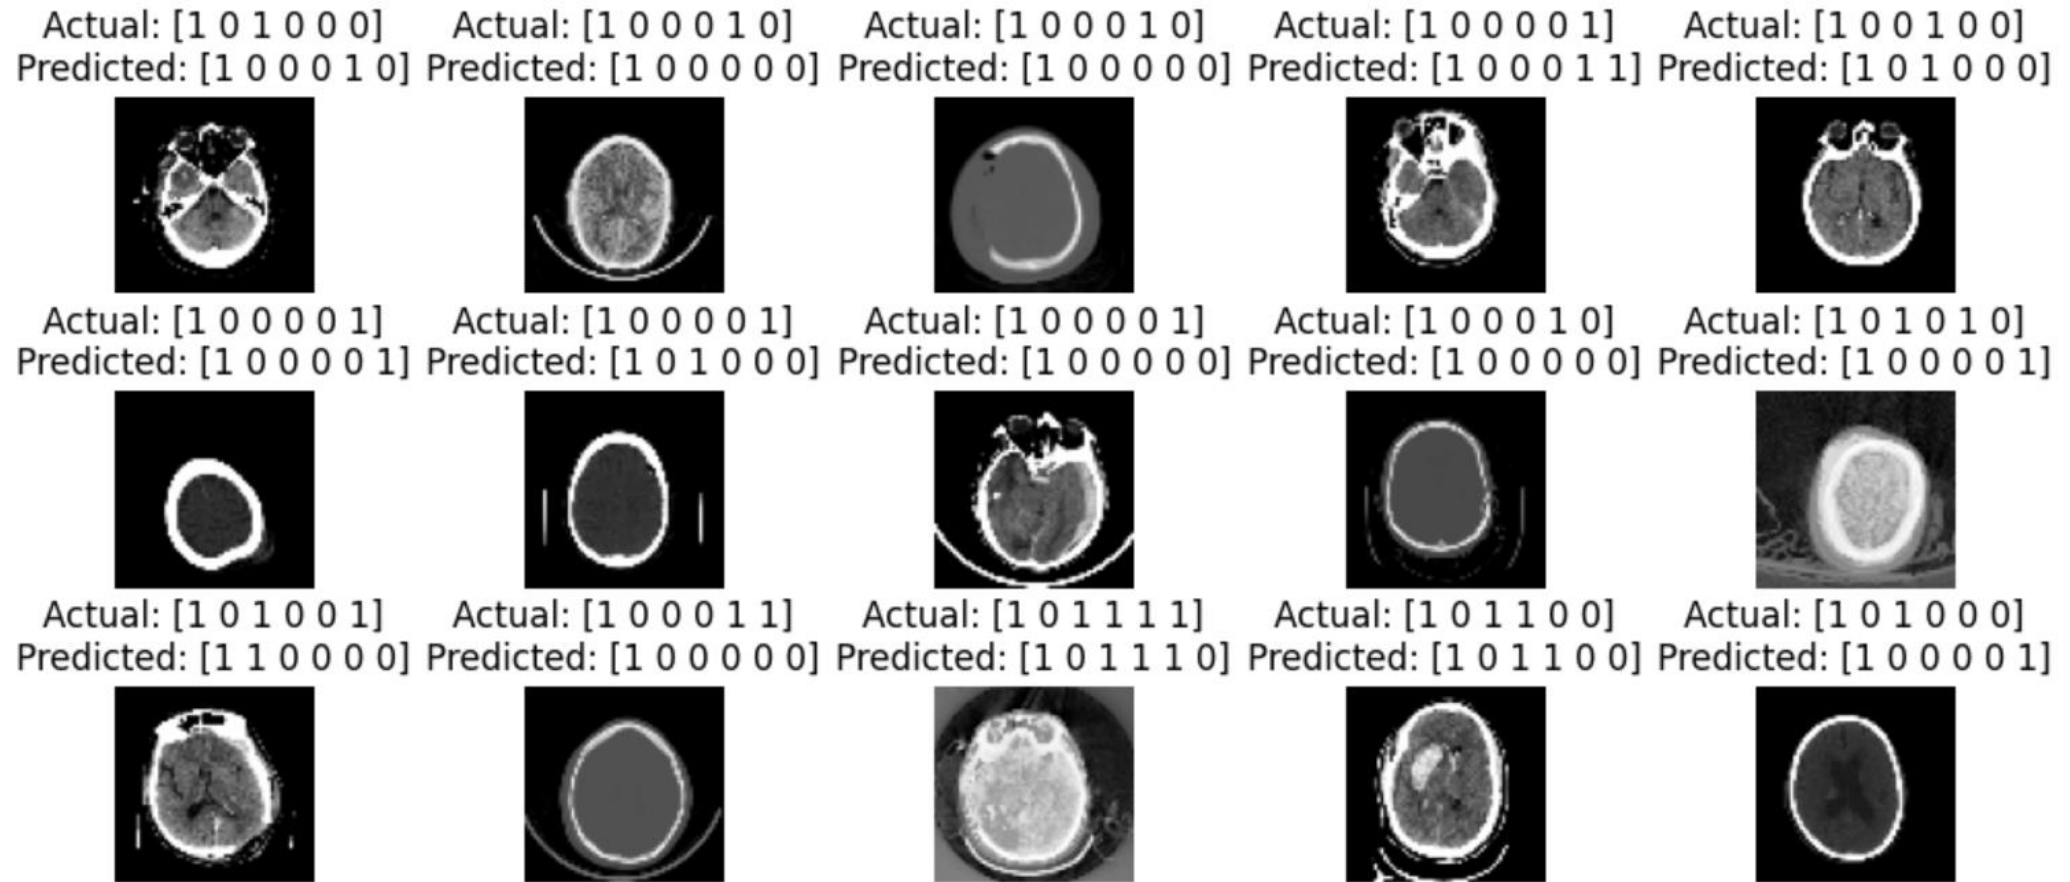 Actual: [1 0 1 0 0 0]
Predicted: [1 0 0 0 1 0]
Actual: [1 0 0 0 1 0]
Predicted: [1 0 0 0 0 0]
Actual: [1 0 0 0 1 0]
Predicted: [1 0 0 0 0 0]
Actual: [1 0 0 0 0 1]
Predicted: [1 0 0 0 1 1]
Actual: [1 0 0 1 0 0]
Predicted: [1 0 1 0 0 0]
Actual: [1 0 0 0 0 1]
Predicted: [1 0 0 0 0 1]
Actual: [1 0 0 0 0 1]
Predicted: [1 0 1 0 0 0]
Actual: [1 0 0 0 0 1]
Predicted: [1 0 0 0 0 0]
Actual: [1 0 0 0 1 0]
Predicted: [1 0 0 0 0 0]
Actual: [1 0 1 0 1 0]
Predicted: [1 0 0 0 0 1]
Actual: [1 0 1 0 0 1]
Predicted: [1 1 0 0 0 0]
Actual: [1 0 0 0 1 1]
Predicted: [1 0 0 0 0 0]
Actual: [1 0 1 1 1 1]
Predicted: [1 0 1 1 1 0]
Actual: [1 0 1 1 0 0]
Predicted: [1 0 1 1 0 0]
Actual: [1 0 1 0 0 0]
Predicted: [1 0 0 0 0 1]